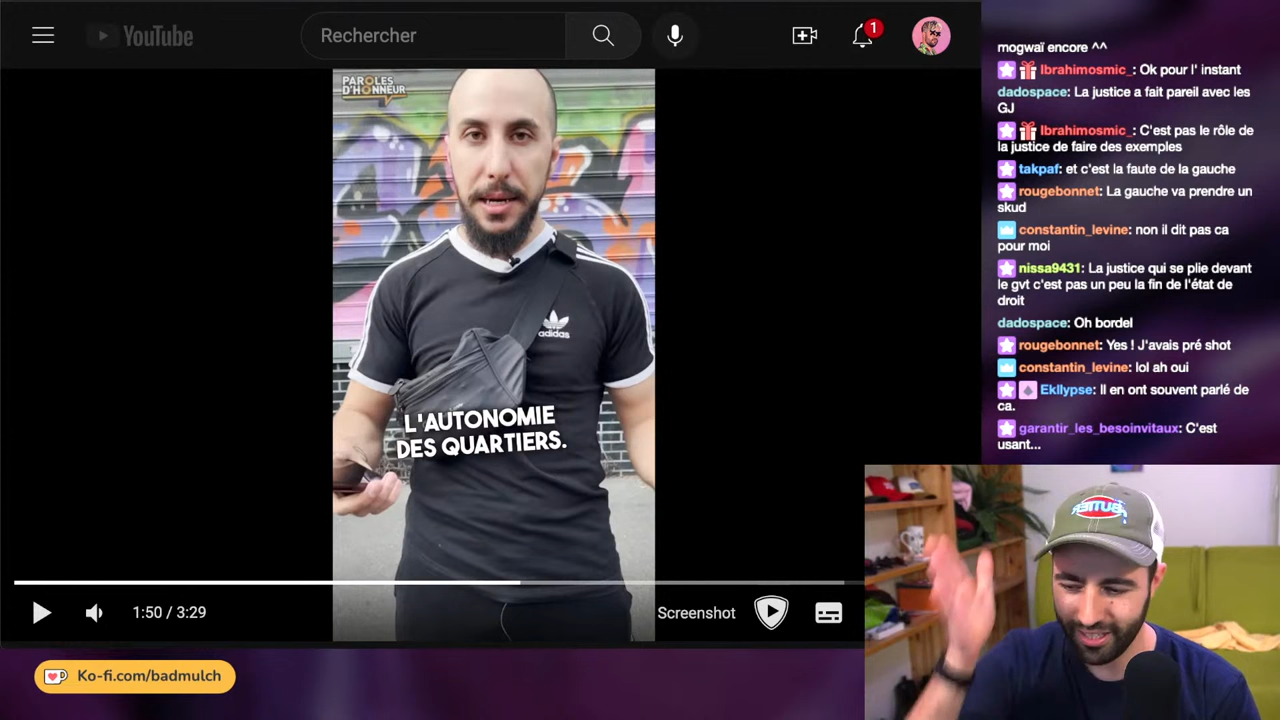 YouTube
Rechercher
1
PAROLES
D'HONNEUR
adidas
L'AUTONOMIE
DES QUARTIERS.
1:50 / 3:29
Screenshot
Ko-fi.com/badmulch
mogwaï encore ^^
Ibrahimosmic_: Ok pour l' instant
dadospace: La justice a fait pareil avec les
GJ
Ibrahimosmic_: C'est pas le rôle de
la justice de faire des exemples
takpaf: et c'est la faute de la gauche
rougebonnet: La gauche va prendre un
skud
constantin_levine: non il dit pas ca
pour moi
nissa9431: La justice qui se plie devant
le gvt c'est pas un peu la fin de l'état de
droit
dadospace: Oh bordel
rougebonnet: Yes ! J'avais pré shot
constantin_levine: lol ah oui
Ekllypse: Il en ont souvent parlé de
ca.
garantir_les_besoinvitaux: C'est
usant...